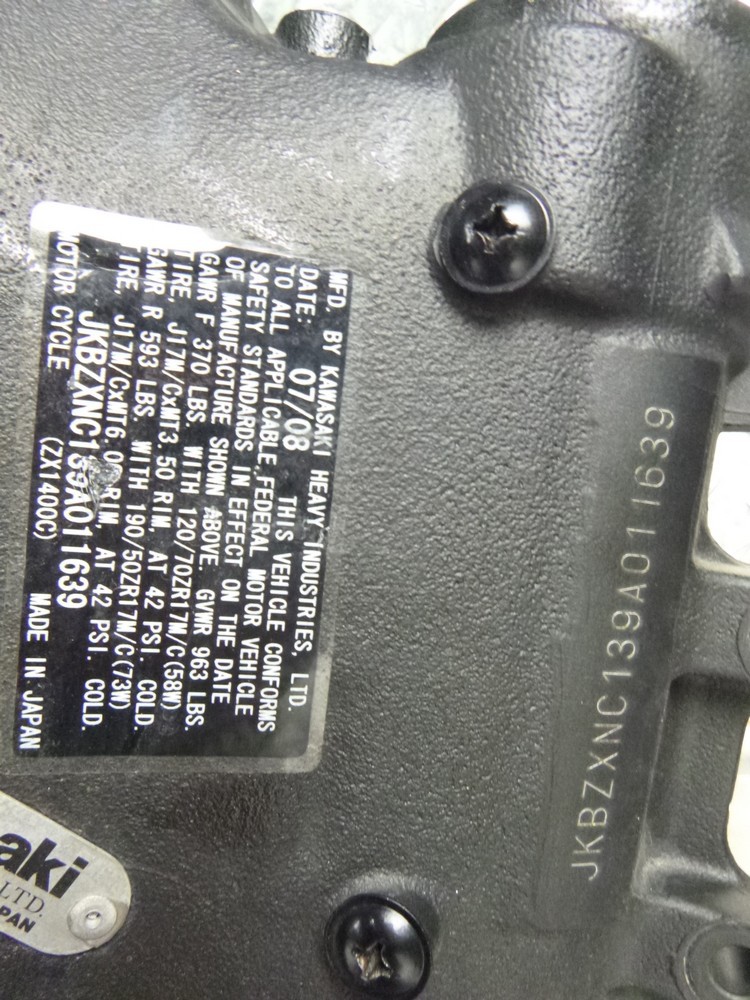 MFD. BY KAWASAKI HEAVY INDUSTRIES, LTD.
DATE: 07/08 THIS VEHICLE CONFORMS
TO ALL APPLICABLE FEDERAL MOTOR VEHICLE
SAFETY STANDARDS IN EFFECT ON THE DATE
OF MANUFACTURE SHOWN ABOVE. GVWR 963 LBS.
GAWR F 370 LBS. WITH 120/70ZR17M/C(58W)
TIRE, J17M/CxMT3.50 RIM, AT 42 PSI. COLD.
GAWR R 593 LBS. WITH 190/50ZR17M/C(73W)
TIRE, J17M/CxMT6.0 RIM, AT 42 PSI. COLD.
JKBZXNC139A011639
MOTOR CYCLE (ZX1400C) MADE IN JAPAN
JKBZXNC139A011639
aki
LTD.
PAN